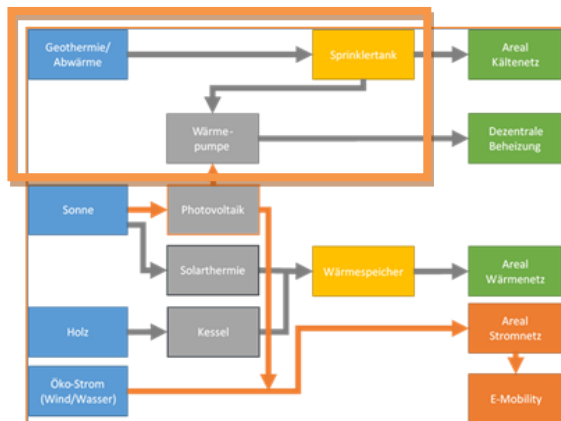 Geothermie/
Abwärme
Sprinklertank
Areal
Kältenetz
Wärme-
pumpe
Dezentrale
Beheizung
Sonne
Photovoltaik
Solarthermie
Wärmespeicher
Areal
Wärmenetz
Holz
Kessel
Areal
Stromnetz
Öko-Strom
(Wind/Wasser)
E-Mobility